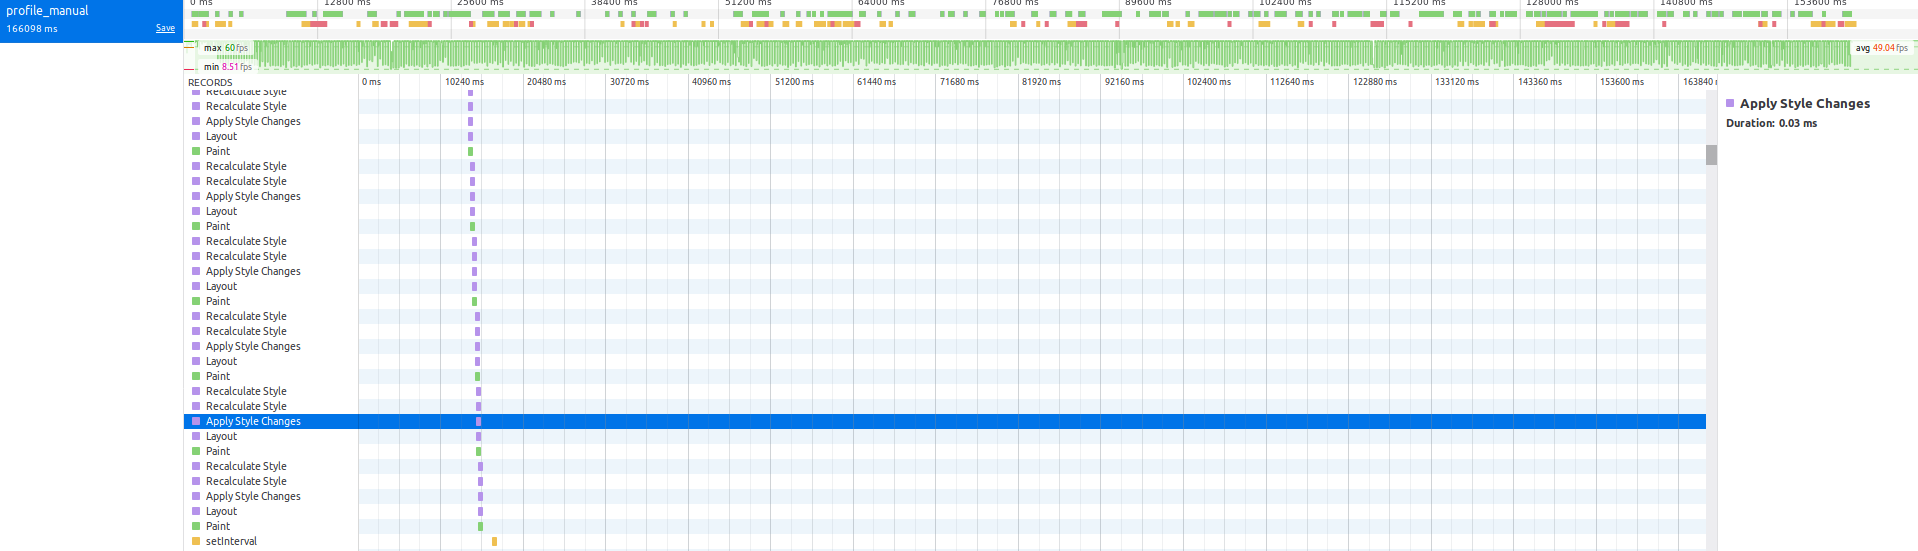 profile_manual
166098 ms
Save
0 ms 12800 ms 25600 ms 38400 ms 51200 ms 64000 ms 76800 ms 89600 ms 102400 ms 115200 ms 128000 ms 140800 ms 153600 ms
max 60 fps
avg 49.04 fps
min 8.51 fps
RECORDS 0 ms 10240 ms 20480 ms 30720 ms 40960 ms 51200 ms 61440 ms 71680 ms 81920 ms 92160 ms 102400 ms 112640 ms 122880 ms 133120 ms 143360 ms 153600 ms 163840
Recalculate Style
Recalculate Style
Apply Style Changes
Layout
Paint
Recalculate Style
Recalculate Style
Apply Style Changes
Layout
Paint
Recalculate Style
Recalculate Style
Apply Style Changes
Layout
Paint
Recalculate Style
Recalculate Style
Apply Style Changes
Layout
Paint
Recalculate Style
Recalculate Style
Apply Style Changes
Layout
Paint
Recalculate Style
Recalculate Style
Apply Style Changes
Layout
Paint
setInterval
Apply Style Changes
Duration: 0.03 ms